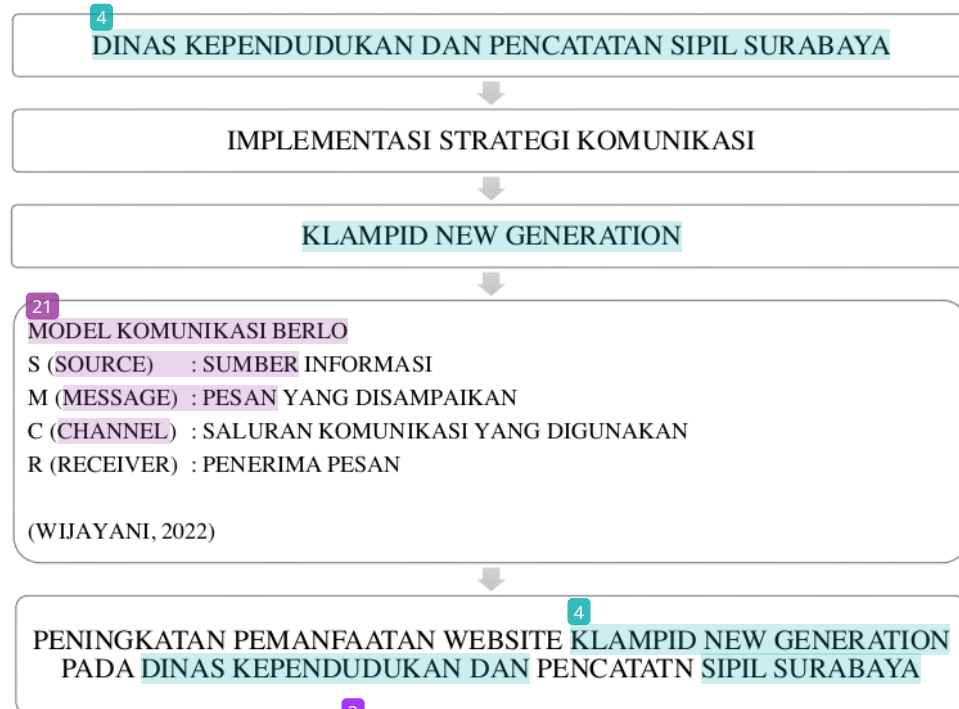 4
DINAS KEPENDUDUKAN DAN PENCATATAN SIPIL SURABAYA
IMPLEMENTASI STRATEGI KOMUNIKASI
KLAMPID NEW GENERATION
21
MODEL KOMUNIKASI BERLO
S (SOURCE) : SUMBER INFORMASI
M (MESSAGE) : PESAN YANG DISAMPAIKAN
C (CHANNEL) : SALURAN KOMUNIKASI YANG DIGUNAKAN
R (RECEIVER) : PENERIMA PESAN
(WIJAYANI, 2022)
4
PENINGKATAN PEMANFAATAN WEBSITE KLAMPID NEW GENERATION
PADA DINAS KEPENDUDUKAN DAN PENCATATN SIPIL SURABAYA